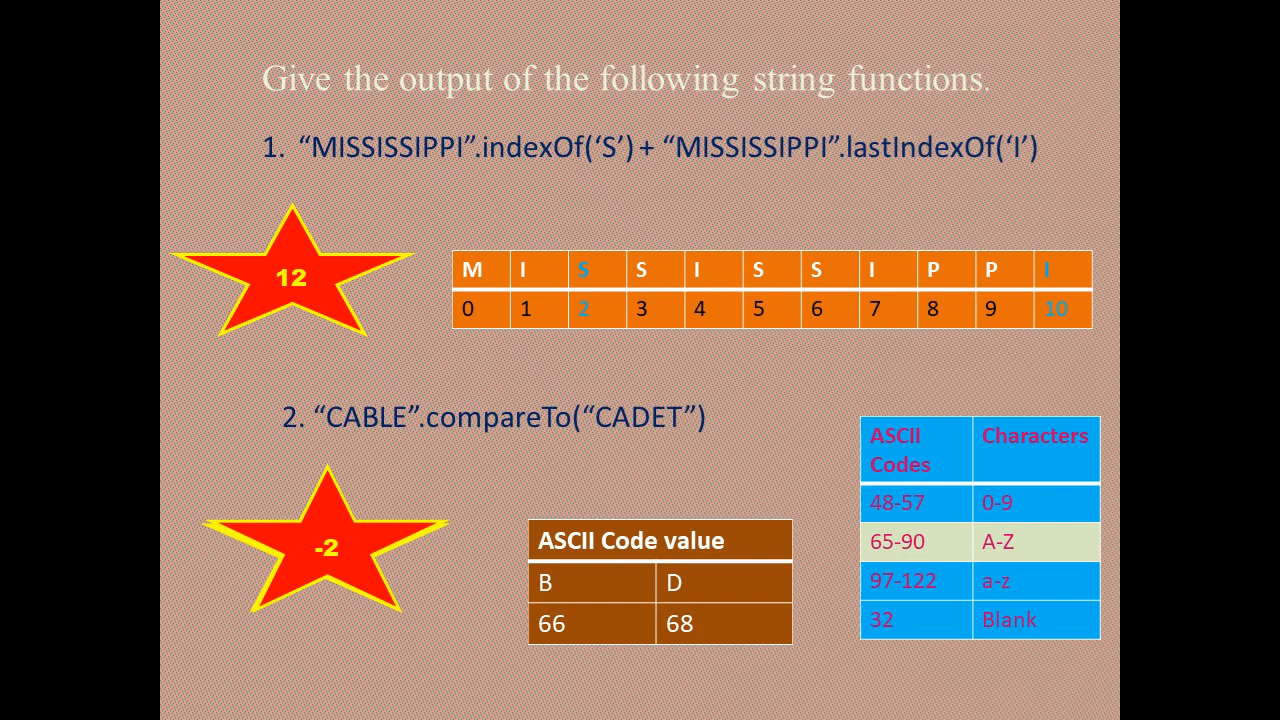 Give the output of the following string functions.
1. “MISSISSIPPI”.indexOf(‘S’) + “MISSISSIPPI”.lastIndexOf(‘I’)
12
M I S S I S S I P P I
0 1 2 3 4 5 6 7 8 9 10
2. “CABLE”.compareTo(“CADET”)
-2
ASCII Code value
B D
66 68
ASCII Codes Characters
48-57 0-9
65-90 A-Z
97-122 a-z
32 Blank